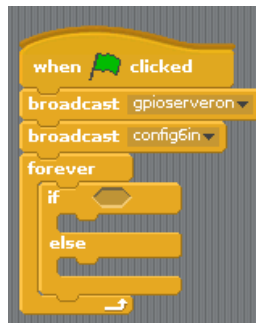 when clicked
broadcast gpioserveron
broadcast config6in
forever
if
else